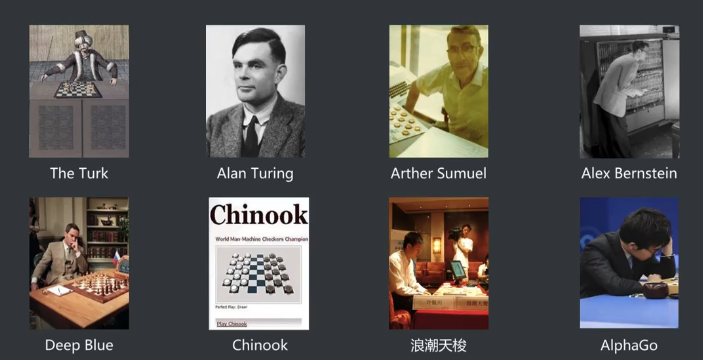 The Turk
Alan Turing
Arther Sumuel
Alex Bernstein
Chinook
World Man-Machine Checkers Champion
Perfect Play: Draw!
Play Chinook
Deep Blue
Chinook
浪潮天梭
AlphaGo